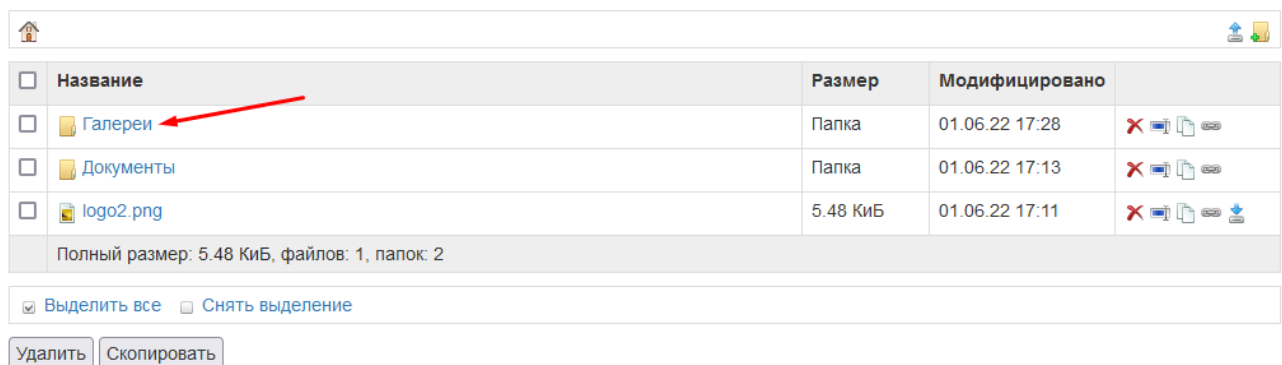 Название Размер Модифицировано
Галереи Папка 01.06.22 17:28
Документы Папка 01.06.22 17:13
logo2.png 5.48 КиБ 01.06.22 17:11
Полный размер: 5.48 КиБ, файлов: 1, папок: 2
Выделить все Снять выделение
Удалить Скопировать